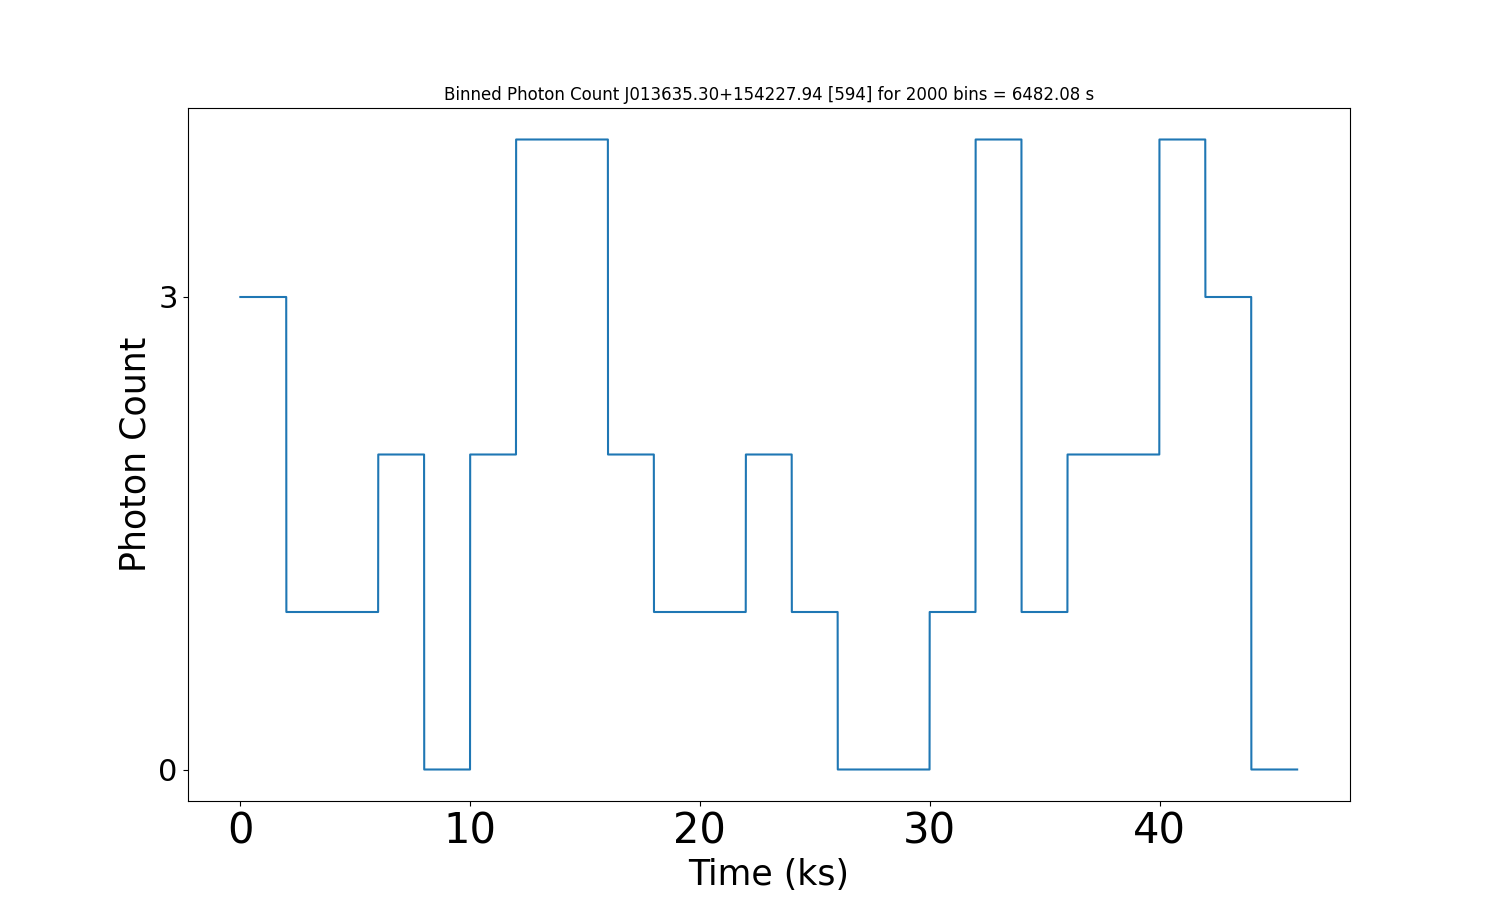 Binned Photon Count J013635.30+154227.94 [594] for 2000 bins = 6482.08 s
3
0
Photon Count
0 10 20 30 40
Time (ks)